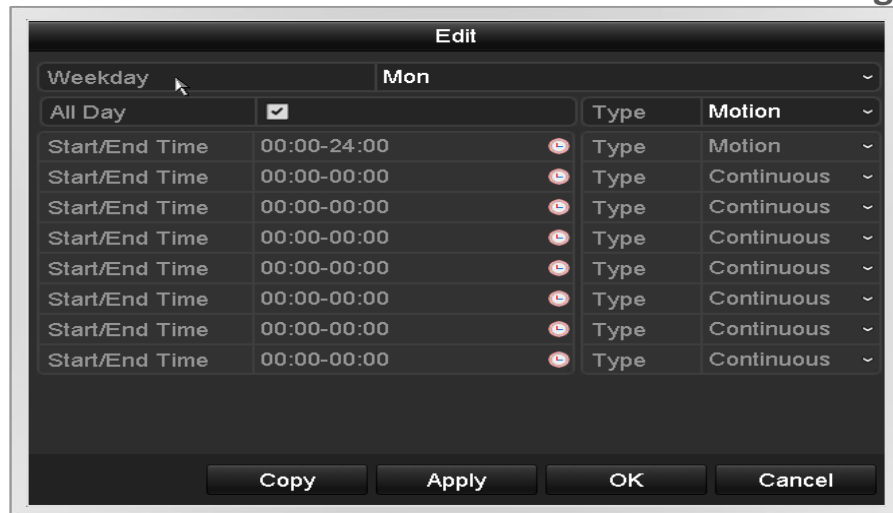 Edit
Weekday Mon
All Day Type Motion
Start/End Time 00:00-24:00 Type Motion
Start/End Time 00:00-00:00 Type Continuous
Start/End Time 00:00-00:00 Type Continuous
Start/End Time 00:00-00:00 Type Continuous
Start/End Time 00:00-00:00 Type Continuous
Start/End Time 00:00-00:00 Type Continuous
Start/End Time 00:00-00:00 Type Continuous
Start/End Time 00:00-00:00 Type Continuous
Copy Apply OK Cancel